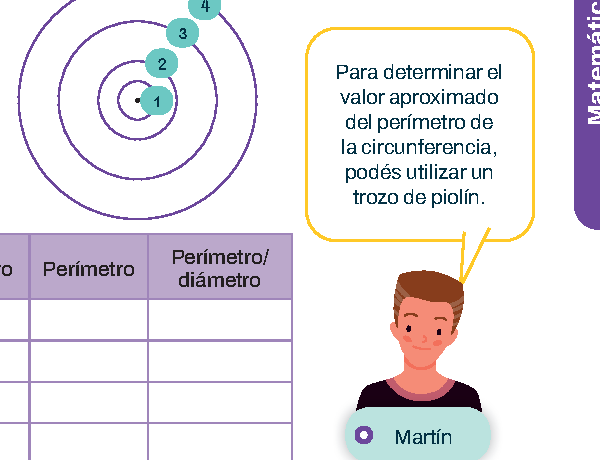 4
3
2
1
Para determinar el
valor aproximado
del perímetro de
la circunferencia,
podés utilizar un
trozo de piolín.
Perímetro
Perímetro/
diámetro
Martín